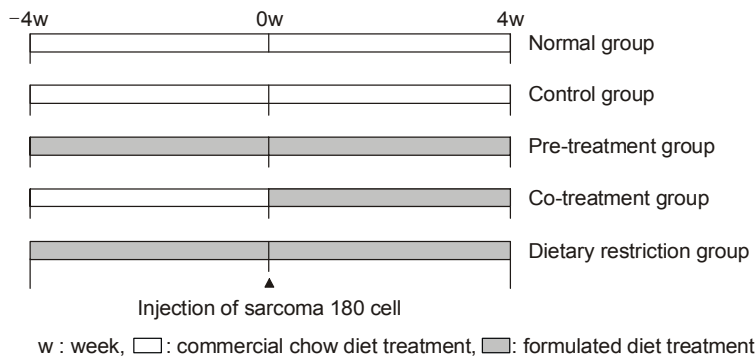 −4w 0w 4w
Normal group
Control group
Pre-treatment group
Co-treatment group
Dietary restriction group
Injection of sarcoma 180 cell
w : week, □: commercial chow diet treatment, ■: formulated diet treatment